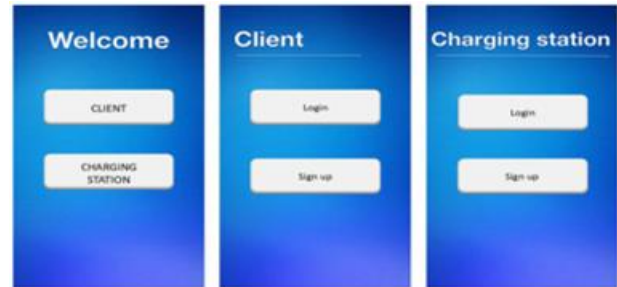 Welcome
CLIENT
CHARGING
STATION
Client
Login
Sign up
Charging station
Login
Sign up